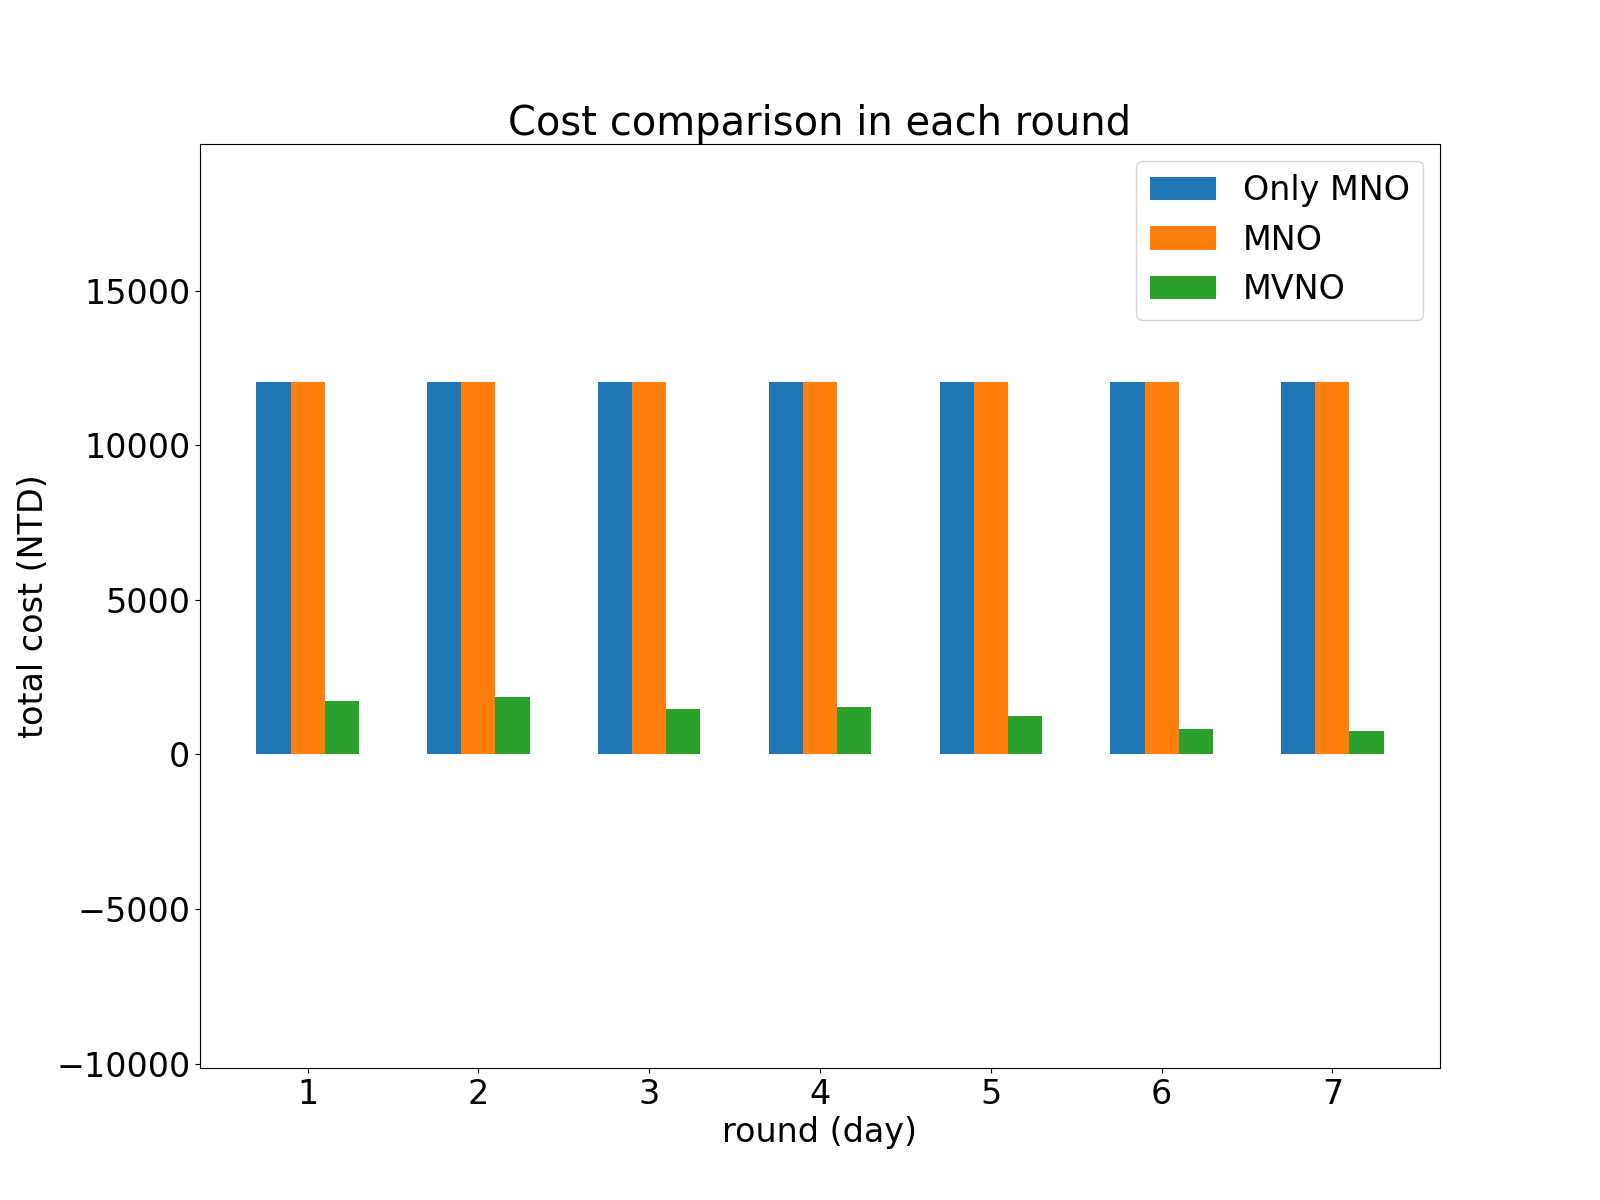 Cost comparison in each round
Only MNO
MNO
MVNO
15000
10000
5000
0
−5000
−10000
total cost (NTD)
1 2 3 4 5 6 7
round (day)